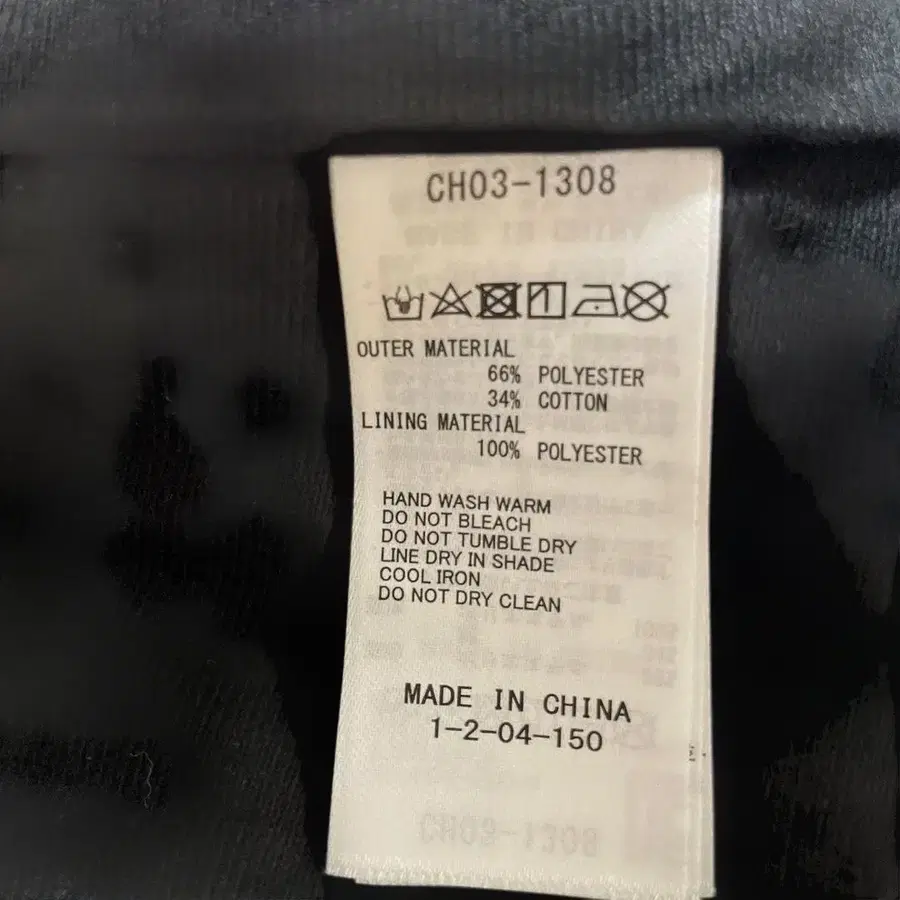 CH03-1308
OUTER MATERIAL
66% POLYESTER
34% COTTON
LINING MATERIAL
100% POLYESTER
HAND WASH WARM
DO NOT BLEACH
DO NOT TUMBLE DRY
LINE DRY IN SHADE
COOL IRON
DO NOT DRY CLEAN
MADE IN CHINA
1-2-04-150
CH03-1308